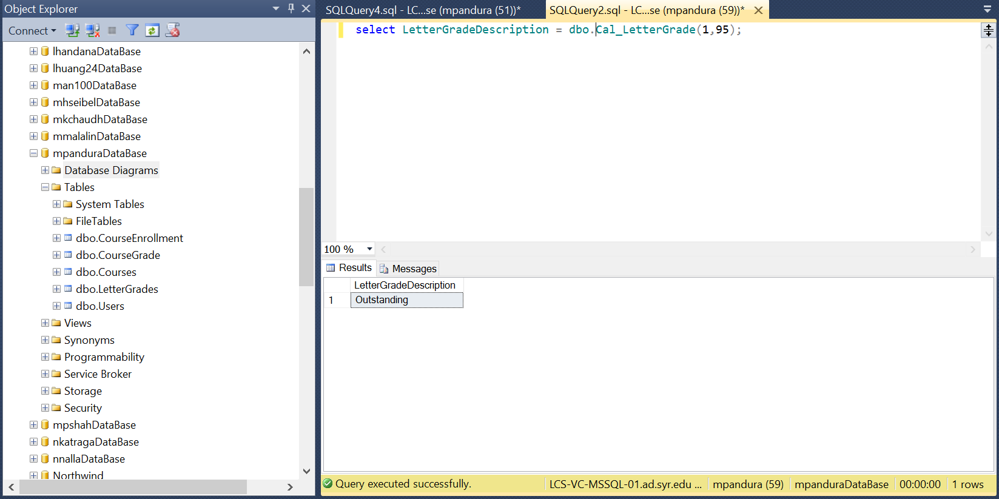 Object Explorer
Connect
lhandanaDataBase
lhuang24DataBase
man100DataBase
mhseibelDataBase
mkchaudhDataBase
mmalalinDataBase
mpanduraDataBase
Database Diagrams
Tables
System Tables
FileTables
dbo.CourseEnrollment
dbo.CourseGrade
dbo.Courses
dbo.LetterGrades
dbo.Users
Views
Synonyms
Programmability
Service Broker
Storage
Security
mpshahDataBase
nkatragaDataBase
nnallaDataBase
Northwind
SQLQuery4.sql - LC...se (mpandura (51))* SQLQuery2.sql - LC...se (mpandura (59))*
select LetterGradeDescription = dbo.Cal_LetterGrade(1,95);
100 %
Results Messages
LetterGradeDescription
1 Outstanding
Query executed successfully. LCS-VC-MSSQL-01.ad.syr.edu ... mpandura (59) mpanduraDataBase 00:00:00 1 rows